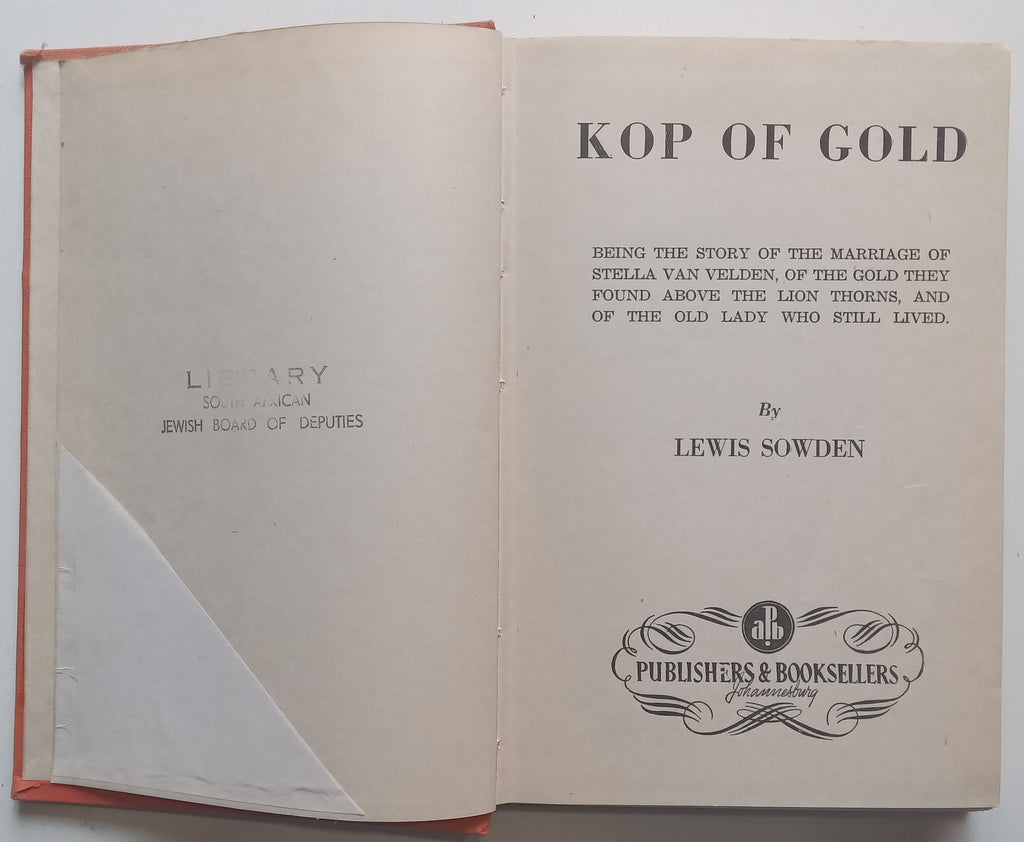 LIBRARY
SOUTH AFRICAN
JEWISH BOARD OF DEPUTIES
KOP OF GOLD
BEING THE STORY OF THE MARRIAGE OF
STELLA VAN VELDEN, OF THE GOLD THEY
FOUND ABOVE THE LION THORNS, AND
OF THE OLD LADY WHO STILL LIVED.
By
LEWIS SOWDEN
aPb
PUBLISHERS & BOOKSELLERS
Johannesburg